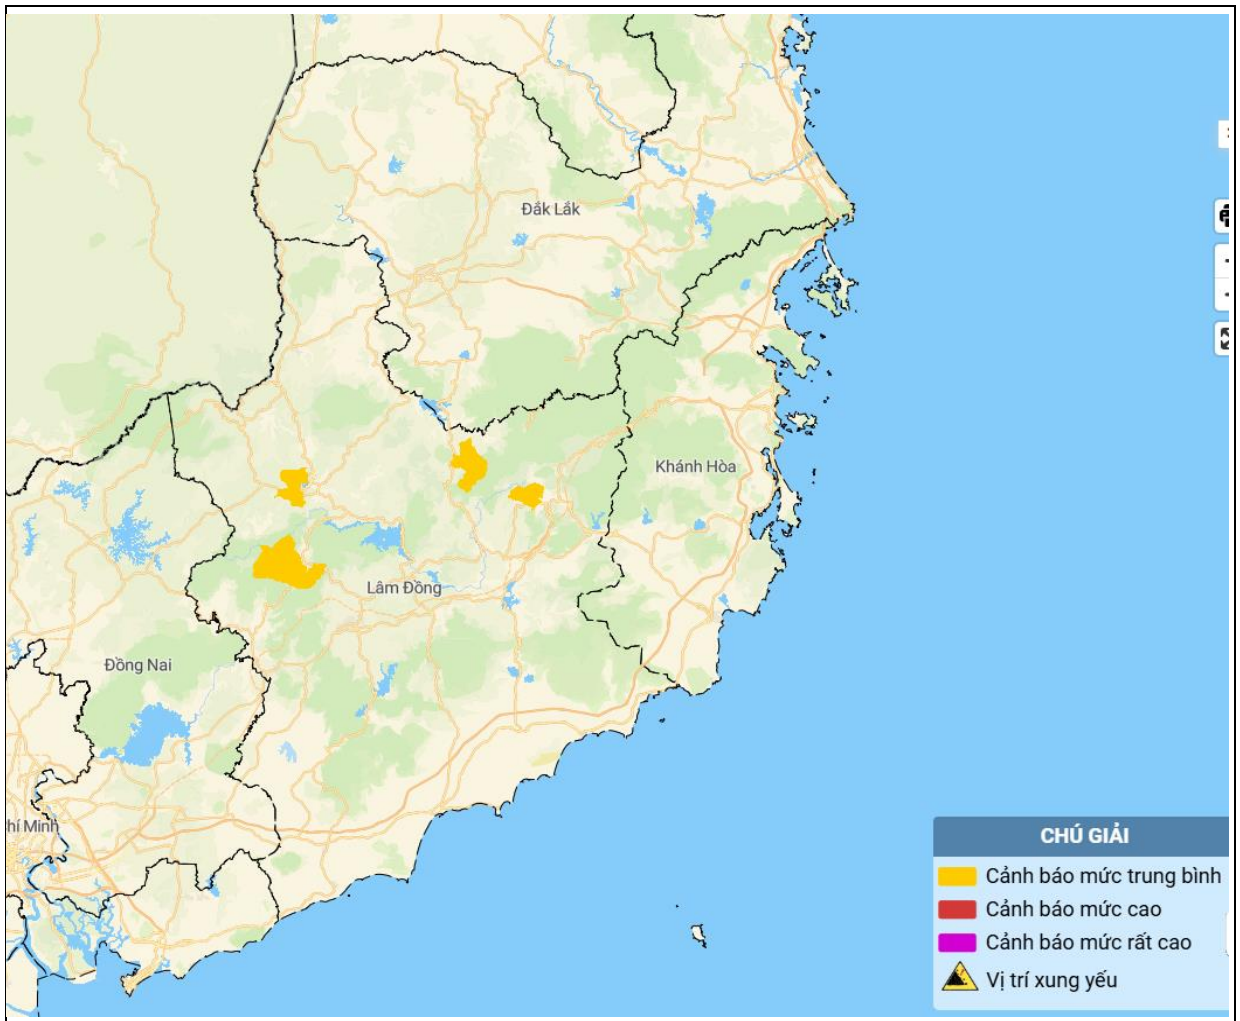 Đắk Lắk
Khánh Hòa
Lâm Đồng
Đồng Nai
hí Minh
CHÚ GIẢI
Cảnh báo mức trung bình
Cảnh báo mức cao
Cảnh báo mức rất cao
Vị trí xung yếu